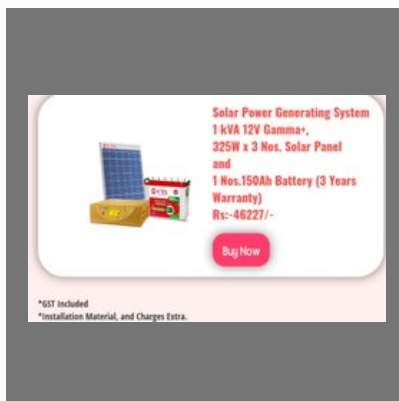 Solar Power Generating System
1 kVA 12V Gamma+,
325W x 3 Nos. Solar Panel
and
1 Nos.150Ah Battery (3 Years
Warranty)
Rs:-46227/-
Buy Now
*GST Included
*Installation Material, and Charges Extra.